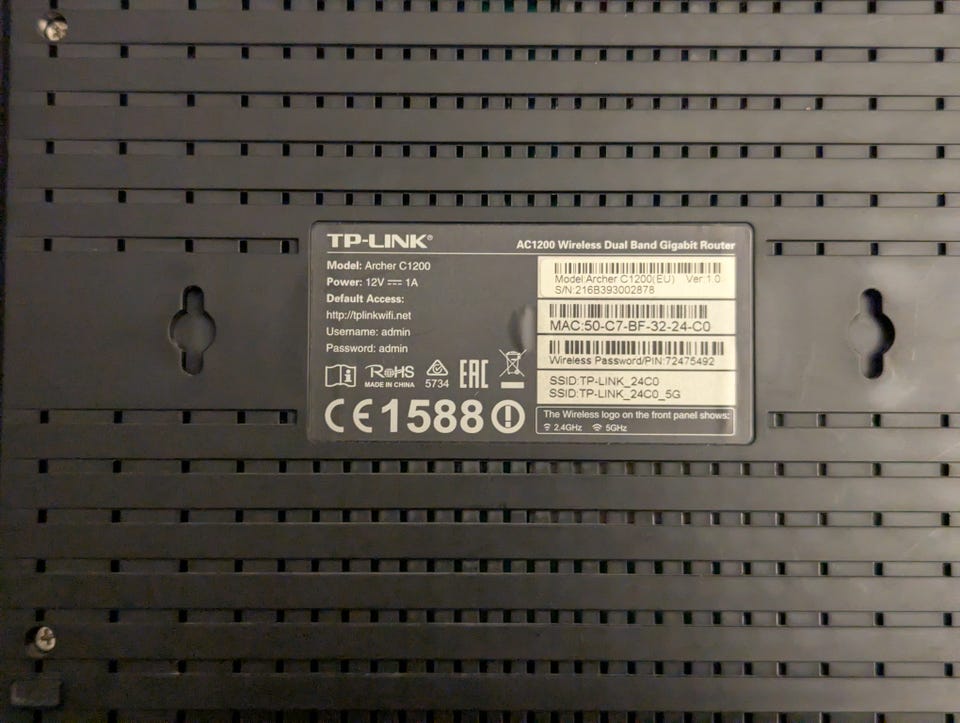 TP-LINK®
AC1200 Wireless Dual Band Gigabit Router
Model: Archer C1200
Power: 12V ⎓ 1A
Default Access:
http://tplinkwifi.net
Username: admin
Password: admin
RoHS
MADE IN CHINA
5734
EAC
CE1588
Model:Archer C1200(EU) Ver:1.0
S/N:216B393002878
MAC:50-C7-BF-32-24-C0
Wireless Password/PIN:72475492
SSID:TP-LINK_24C0
SSID:TP-LINK_24C0_5G
The Wireless logo on the front panel shows:
2.4GHz 5GHz